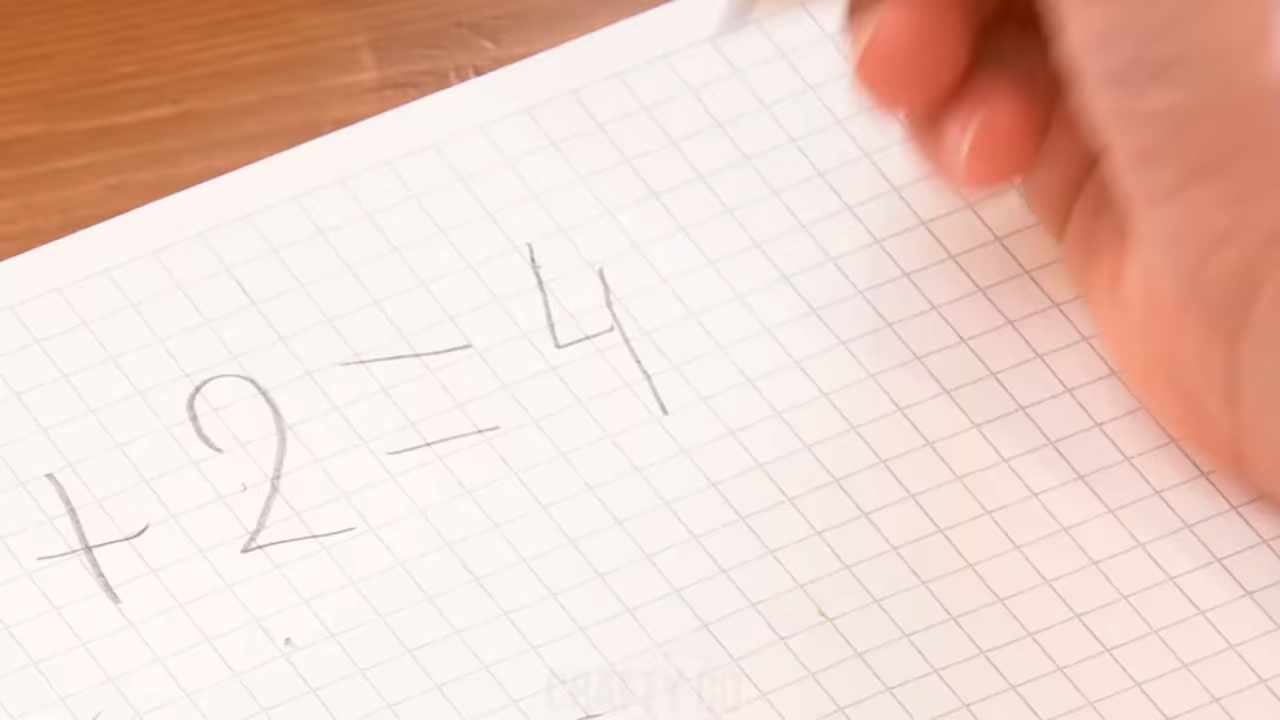 + 2 = 4